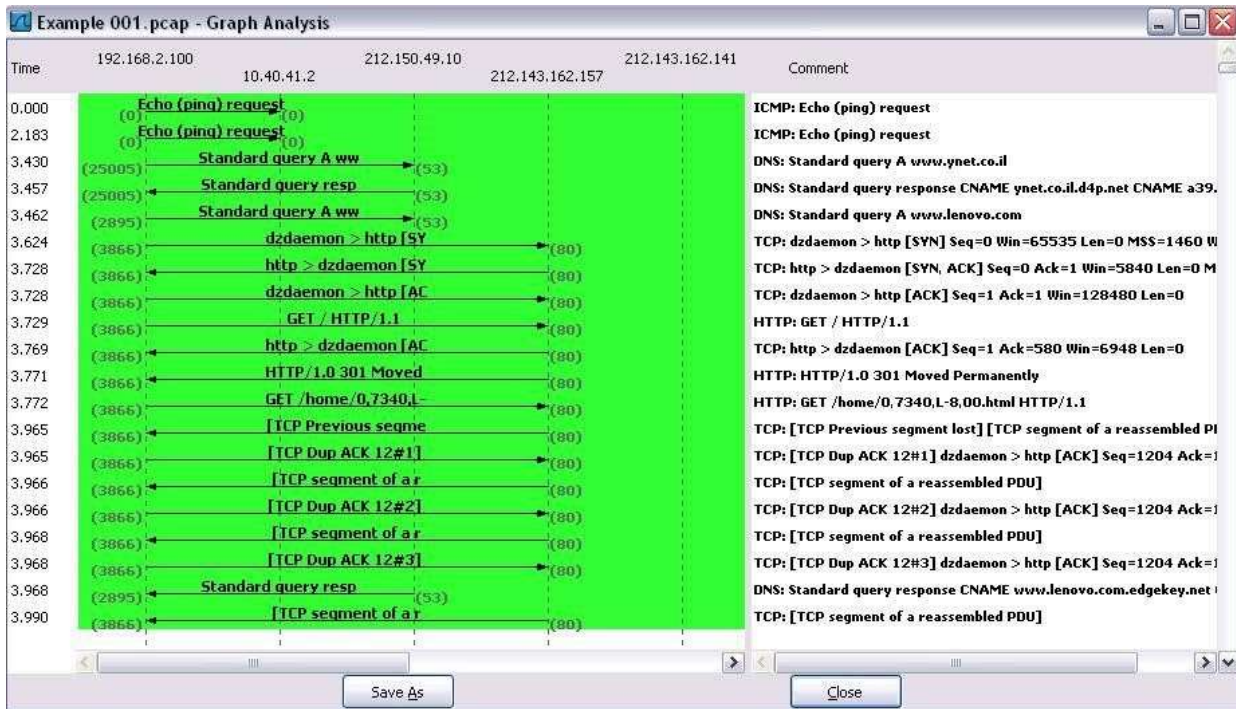 Example 001.pcap - Graph Analysis
Time 192.168.2.100 10.40.41.2 212.150.49.10 212.143.162.157 212.143.162.141 Comment
0.000 Echo (ping) request (0) (0) ICMP: Echo (ping) request
2.183 Echo (ping) request (0) (0) ICMP: Echo (ping) request
3.430 Standard query A ww (25005) (53) DNS: Standard query A www.ynet.co.il
3.457 Standard query resp (25005) (53) DNS: Standard query response CNAME ynet.co.il.d4p.net CNAME a39.
3.462 Standard query A ww (2895) (53) DNS: Standard query A www.lenovo.com
3.624 dzdaemon > http [SY (3866) (80) TCP: dzdaemon > http [SYN] Seq=0 Win=65535 Len=0 MSS=1460 W
3.728 http > dzdaemon [SY (3866) (80) TCP: http > dzdaemon [SYN, ACK] Seq=0 Ack=1 Win=5840 Len=0 M
3.728 dzdaemon > http [AC (3866) (80) TCP: dzdaemon > http [ACK] Seq=1 Ack=1 Win=128480 Len=0
3.729 GET / HTTP/1.1 (3866) (80) HTTP: GET / HTTP/1.1
3.769 http > dzdaemon [AC (3866) (80) TCP: http > dzdaemon [ACK] Seq=1 Ack=580 Win=6948 Len=0
3.771 HTTP/1.0 301 Moved (3866) (80) HTTP: HTTP/1.0 301 Moved Permanently
3.772 GET /home/0,7340,L- (3866) (80) HTTP: GET /home/0,7340,L-8,00.html HTTP/1.1
3.965 [TCP Previous segme (3866) (80) TCP: [TCP Previous segment lost] [TCP segment of a reassembled PI
3.965 [TCP Dup ACK 12#1] (3866) (80) TCP: [TCP Dup ACK 12#1] dzdaemon > http [ACK] Seq=1204 Ack=1
3.966 [TCP segment of a r (3866) (80) TCP: [TCP segment of a reassembled PDU]
3.966 [TCP Dup ACK 12#2] (3866) (80) TCP: [TCP Dup ACK 12#2] dzdaemon > http [ACK] Seq=1204 Ack=1
3.968 [TCP segment of a r (3866) (80) TCP: [TCP segment of a reassembled PDU]
3.968 [TCP Dup ACK 12#3] (3866) (80) TCP: [TCP Dup ACK 12#3] dzdaemon > http [ACK] Seq=1204 Ack=1
3.968 Standard query resp (2895) (53) DNS: Standard query response CNAME www.lenovo.com.edgekey.net
3.990 [TCP segment of a r (3866) (80) TCP: [TCP segment of a reassembled PDU]
Save As Close